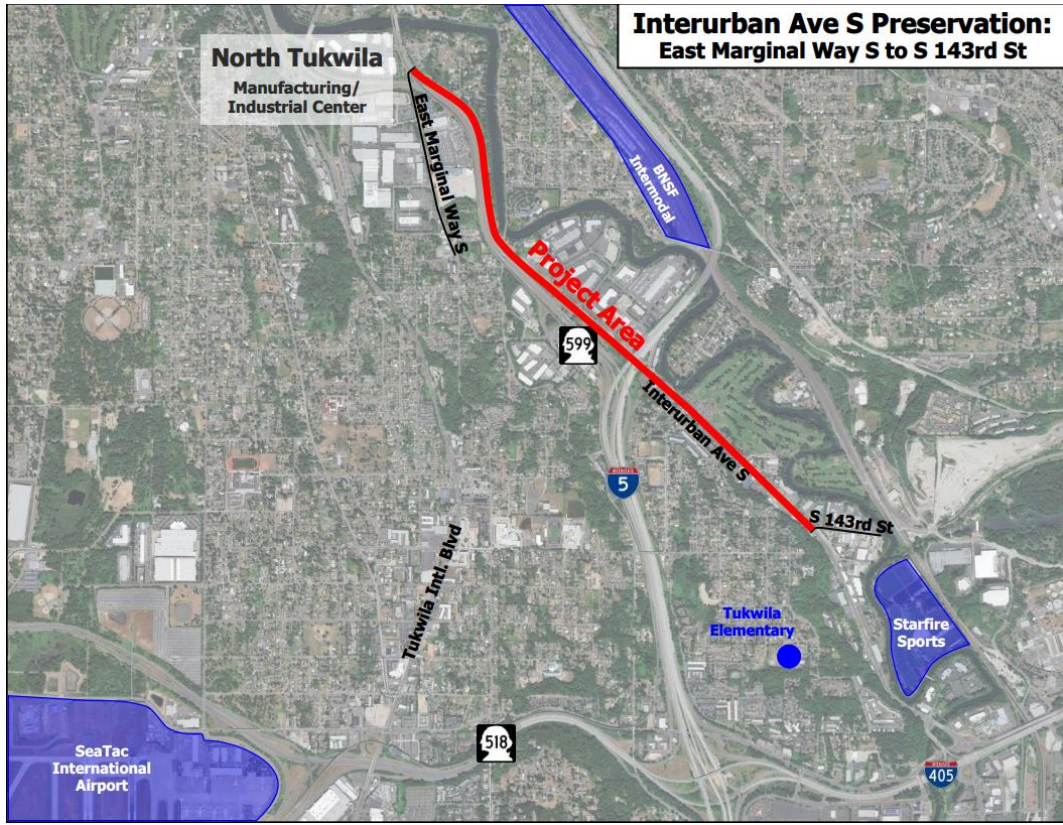 Interurban Ave S Preservation:
East Marginal Way S to S 143rd St
North Tukwila
Manufacturing/
Industrial Center
East Marginal Way S
BNSF
Intermodal
Project Area
599
Interurban Ave S
5
S 143rd St
Tukwila Intl. Blvd
Tukwila
Elementary
Starfire
Sports
SeaTac
International
Airport
518
405